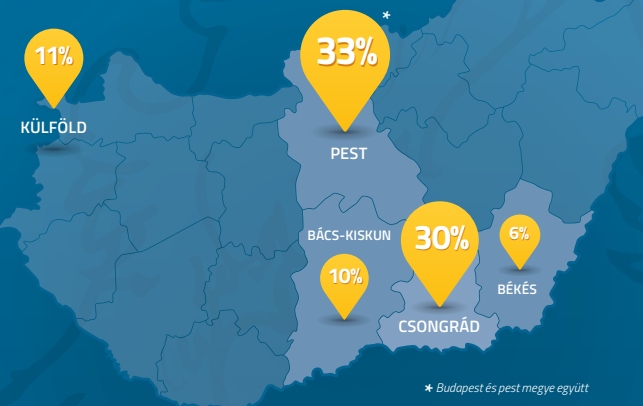 *
11%
KÜLFÖLD
33%
PEST
BÁCS-KISKUN
10%
30%
CSONGRÁD
6%
BÉKÉS
* Budapest és pest megye együtt